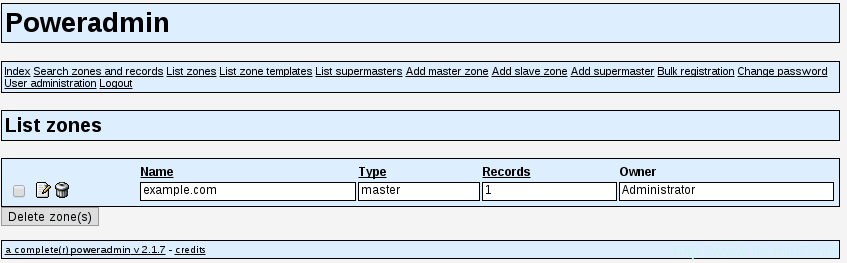 Poweradmin
Index Search zones and records List zones List zone templates List supermasters Add master zone Add slave zone Add supermaster Bulk registration Change password
User administration Logout
List zones
Name Type Records Owner
example.com master 1 Administrator
Delete zone(s)
a complete(r) poweradmin v 2.1.7 - credits